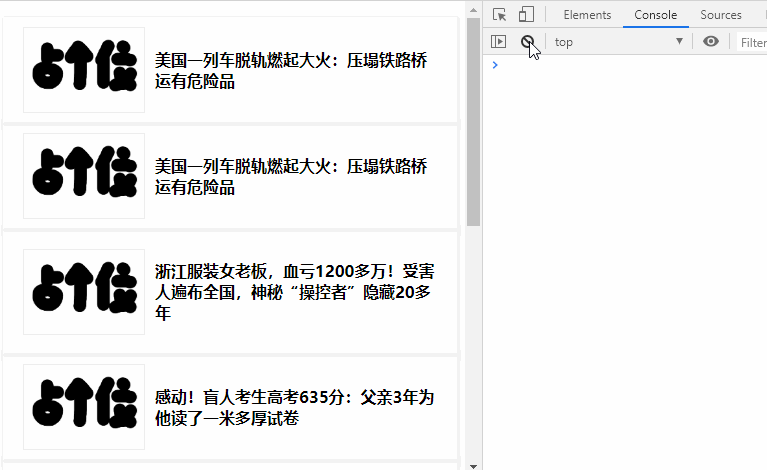 占个位
美国一列车脱轨燃起大火：压塌铁路桥
运有危险品
占个位
美国一列车脱轨燃起大火：压塌铁路桥
运有危险品
占个位
浙江服装女老板，血亏1200多万！受害
人遍布全国，神秘“操控者”隐藏20多
年
占个位
感动！盲人考生高考635分：父亲3年为
他读了一米多厚试卷
Elements Console Sources
top Filter